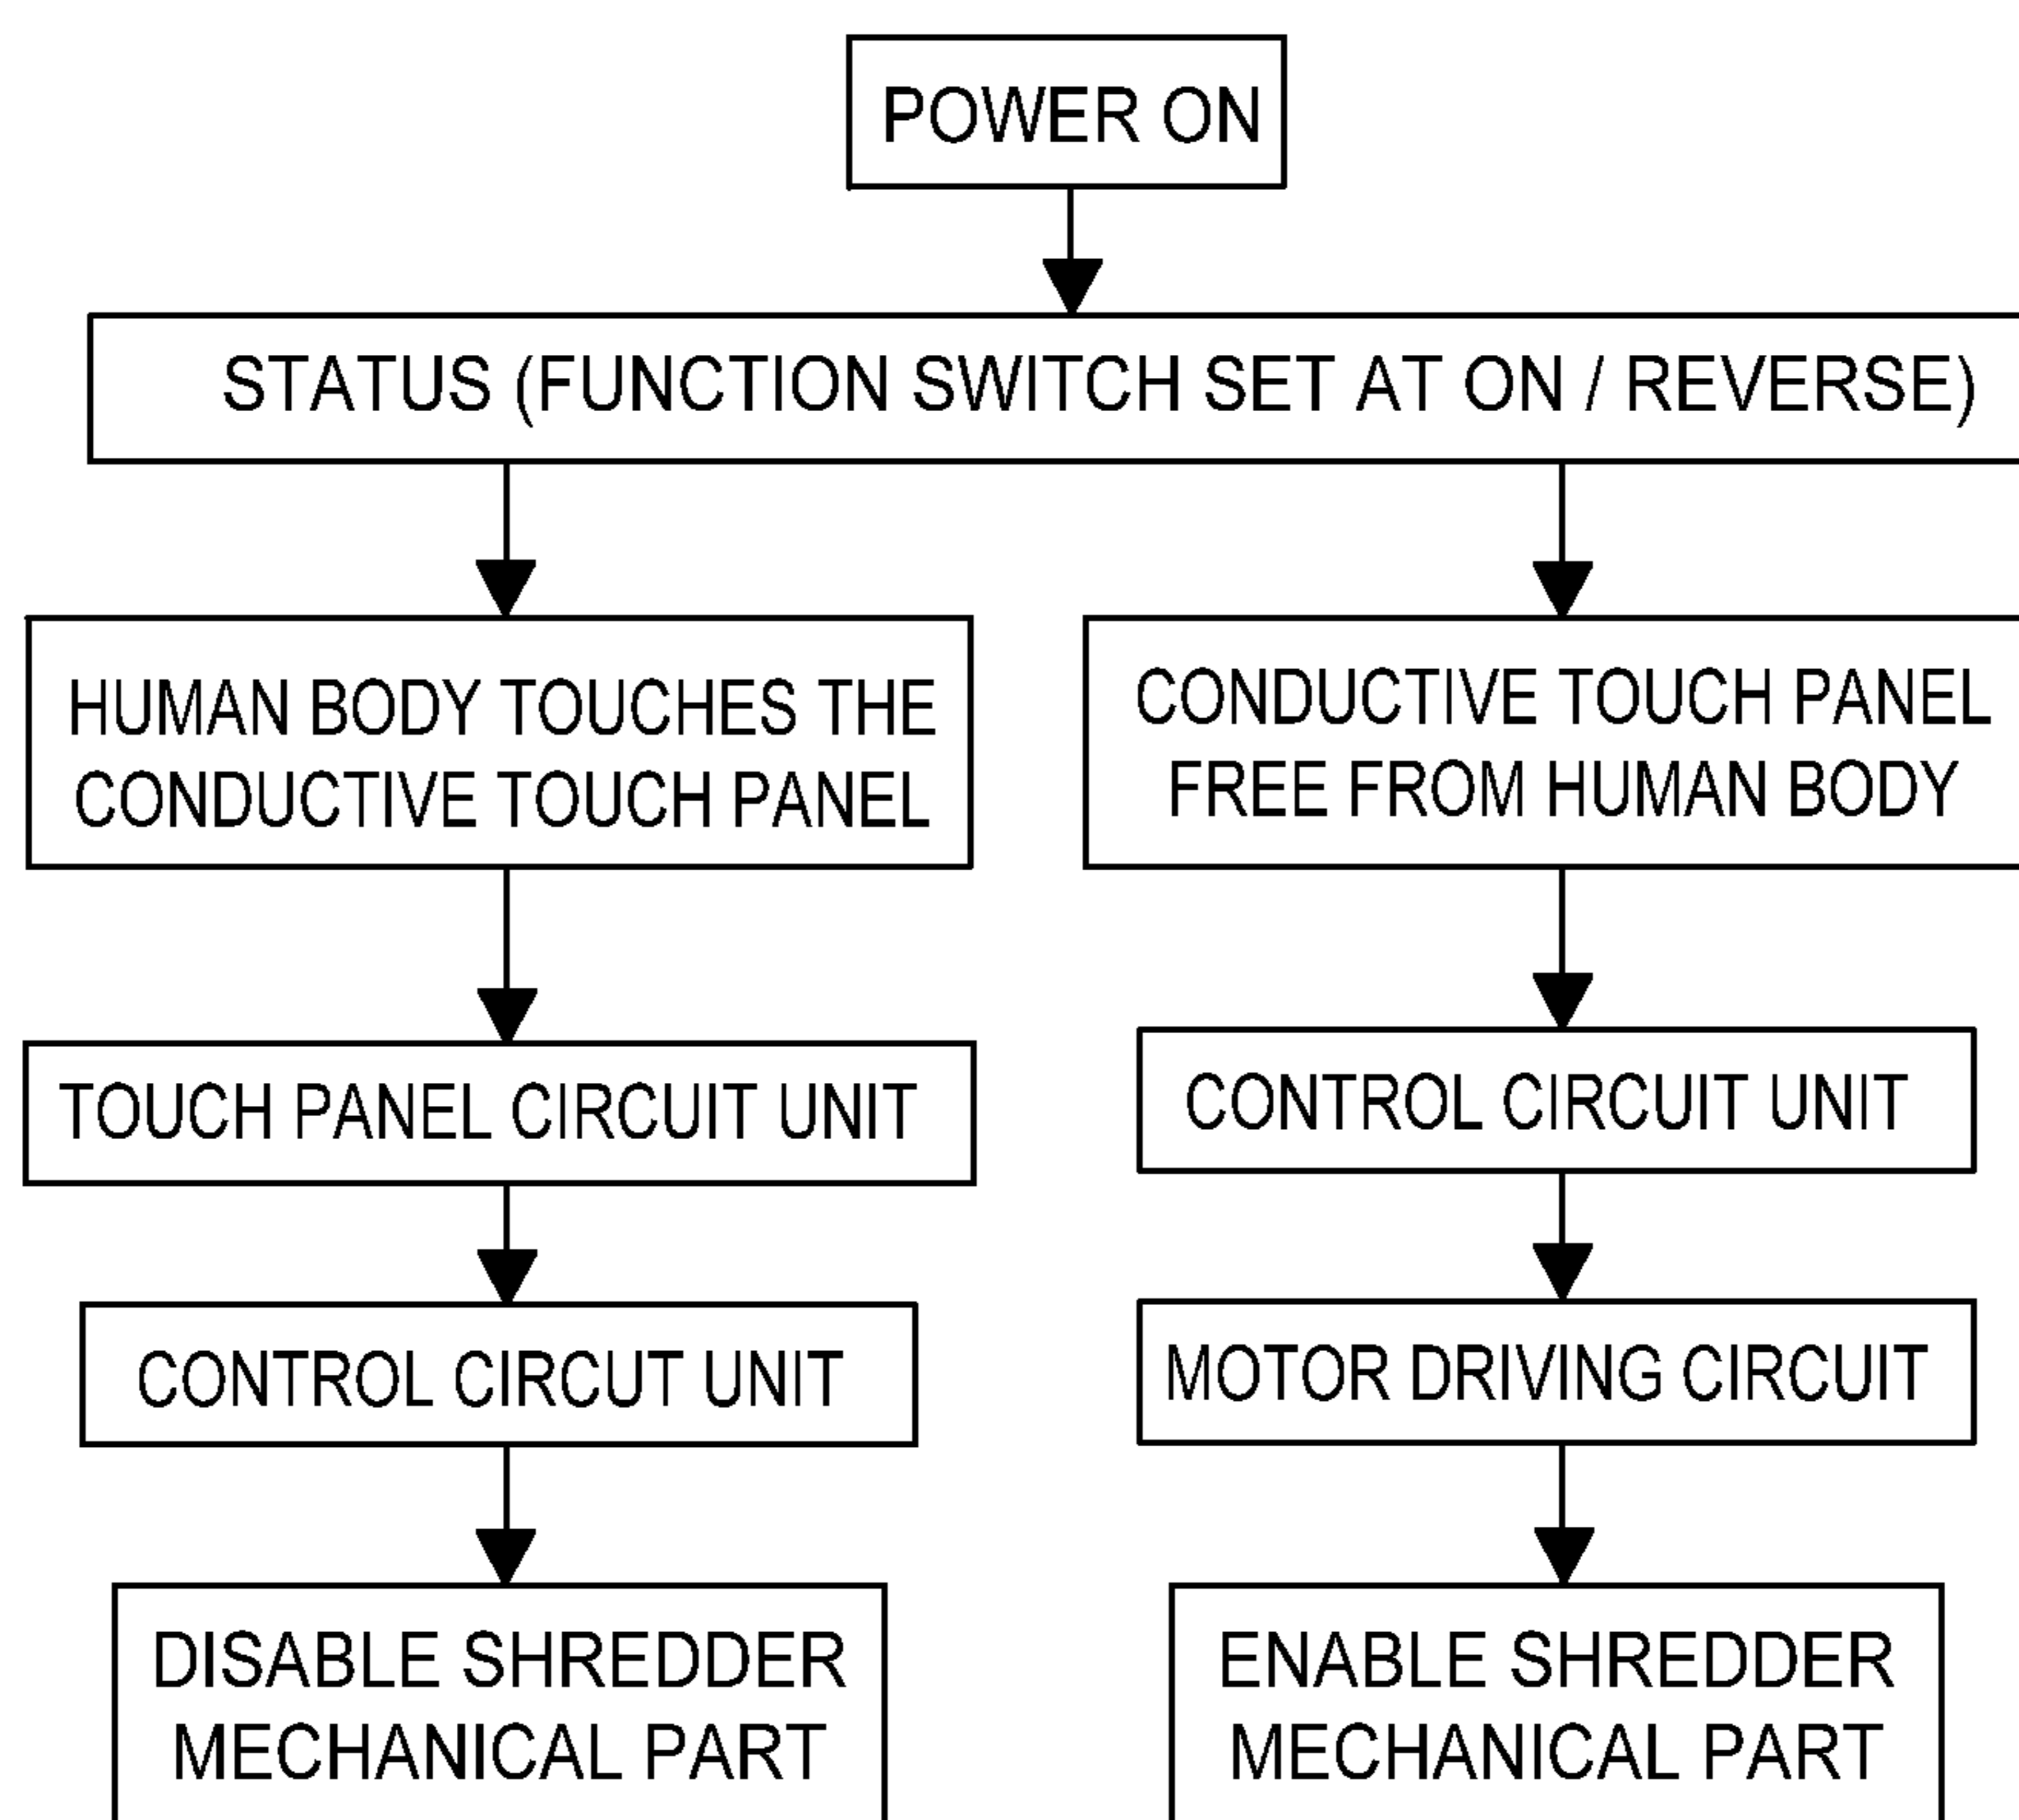 POWER ON
STATUS (FUNCTION SWITCH SET AT ON / REVERSE)
HUMAN BODY TOUCHES THE
CONDUCTIVE TOUCH PANEL
TOUCH PANEL CIRCUIT UNIT
CONTROL CIRCUT UNIT
DISABLE SHREDDER
MECHANICAL PART
CONDUCTIVE TOUCH PANEL
FREE FROM HUMAN BODY
CONTROL CIRCUIT UNIT
MOTOR DRIVING CIRCUIT
ENABLE SHREDDER
MECHANICAL PART